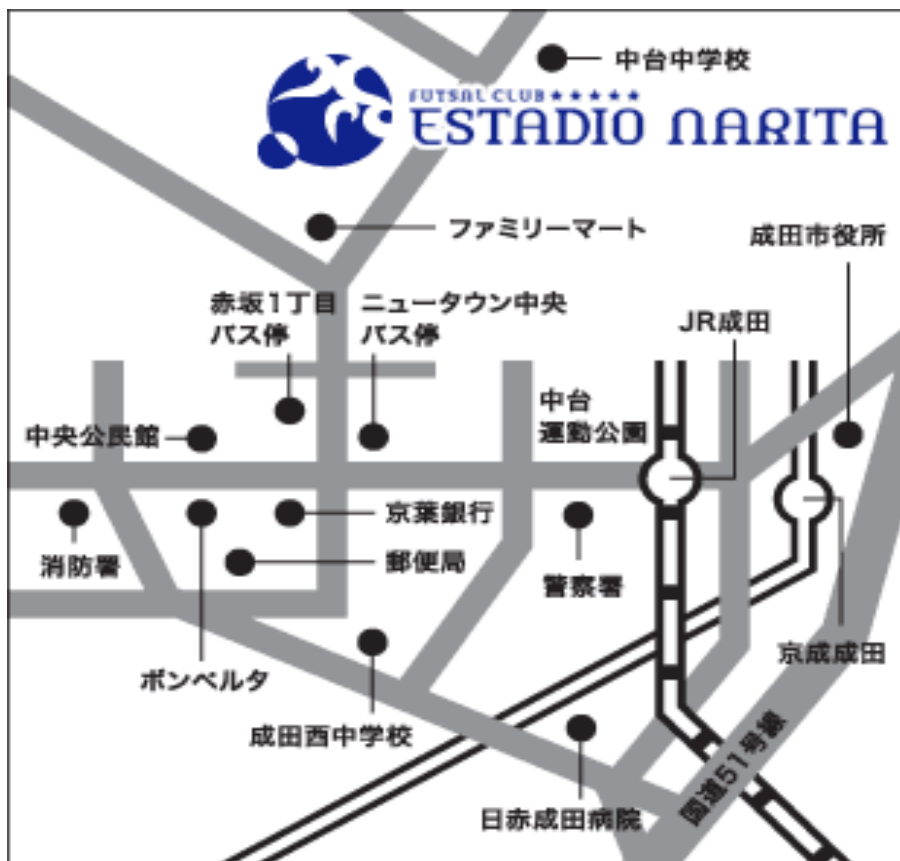 中台中学校
FUTSAL CLUB★★★★★
ESTADIO NARITA
ファミリーマート
成田市役所
赤坂1丁目
バス停
ニュータウン中央
バス停
JR成田
中台
運動公園
中央公民館
京葉銀行
消防署
郵便局
警察署
京成成田
ボンベルタ
成田西中学校
国道51号線
日赤成田病院